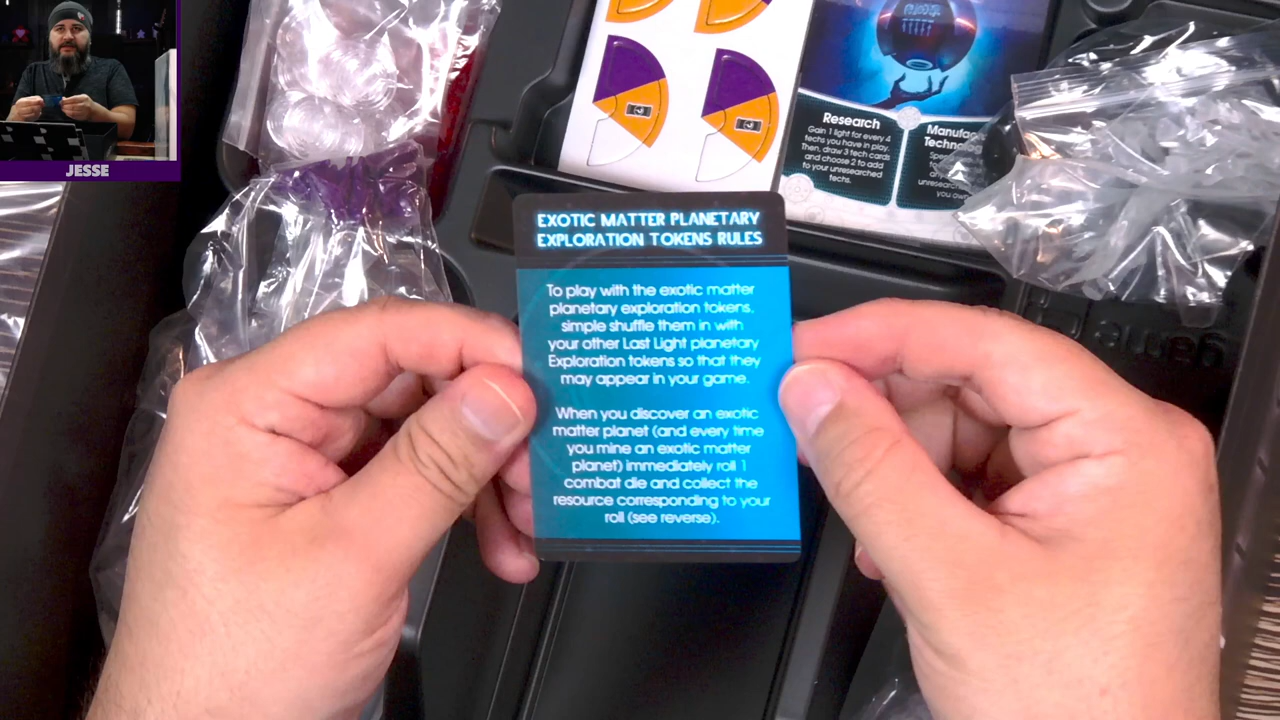 JESSE
Research
Gain 1 light for every 4
techs you have in play.
Then, draw 3 tech cards
and choose 2 to add
to your unresearched
techs.
EXOTIC MATTER PLANETARY
EXPLORATION TOKENS RULES
To play with the exotic matter
planetary exploration tokens,
simple shuffle them in with
your other Last Light planetary
Exploration tokens so that they
may appear in your game.
When you discover an exotic
matter planet (and every time
you mine an exotic matter
planet) immediately roll 1
combat die and collect the
resource corresponding to your
roll (see reverse).